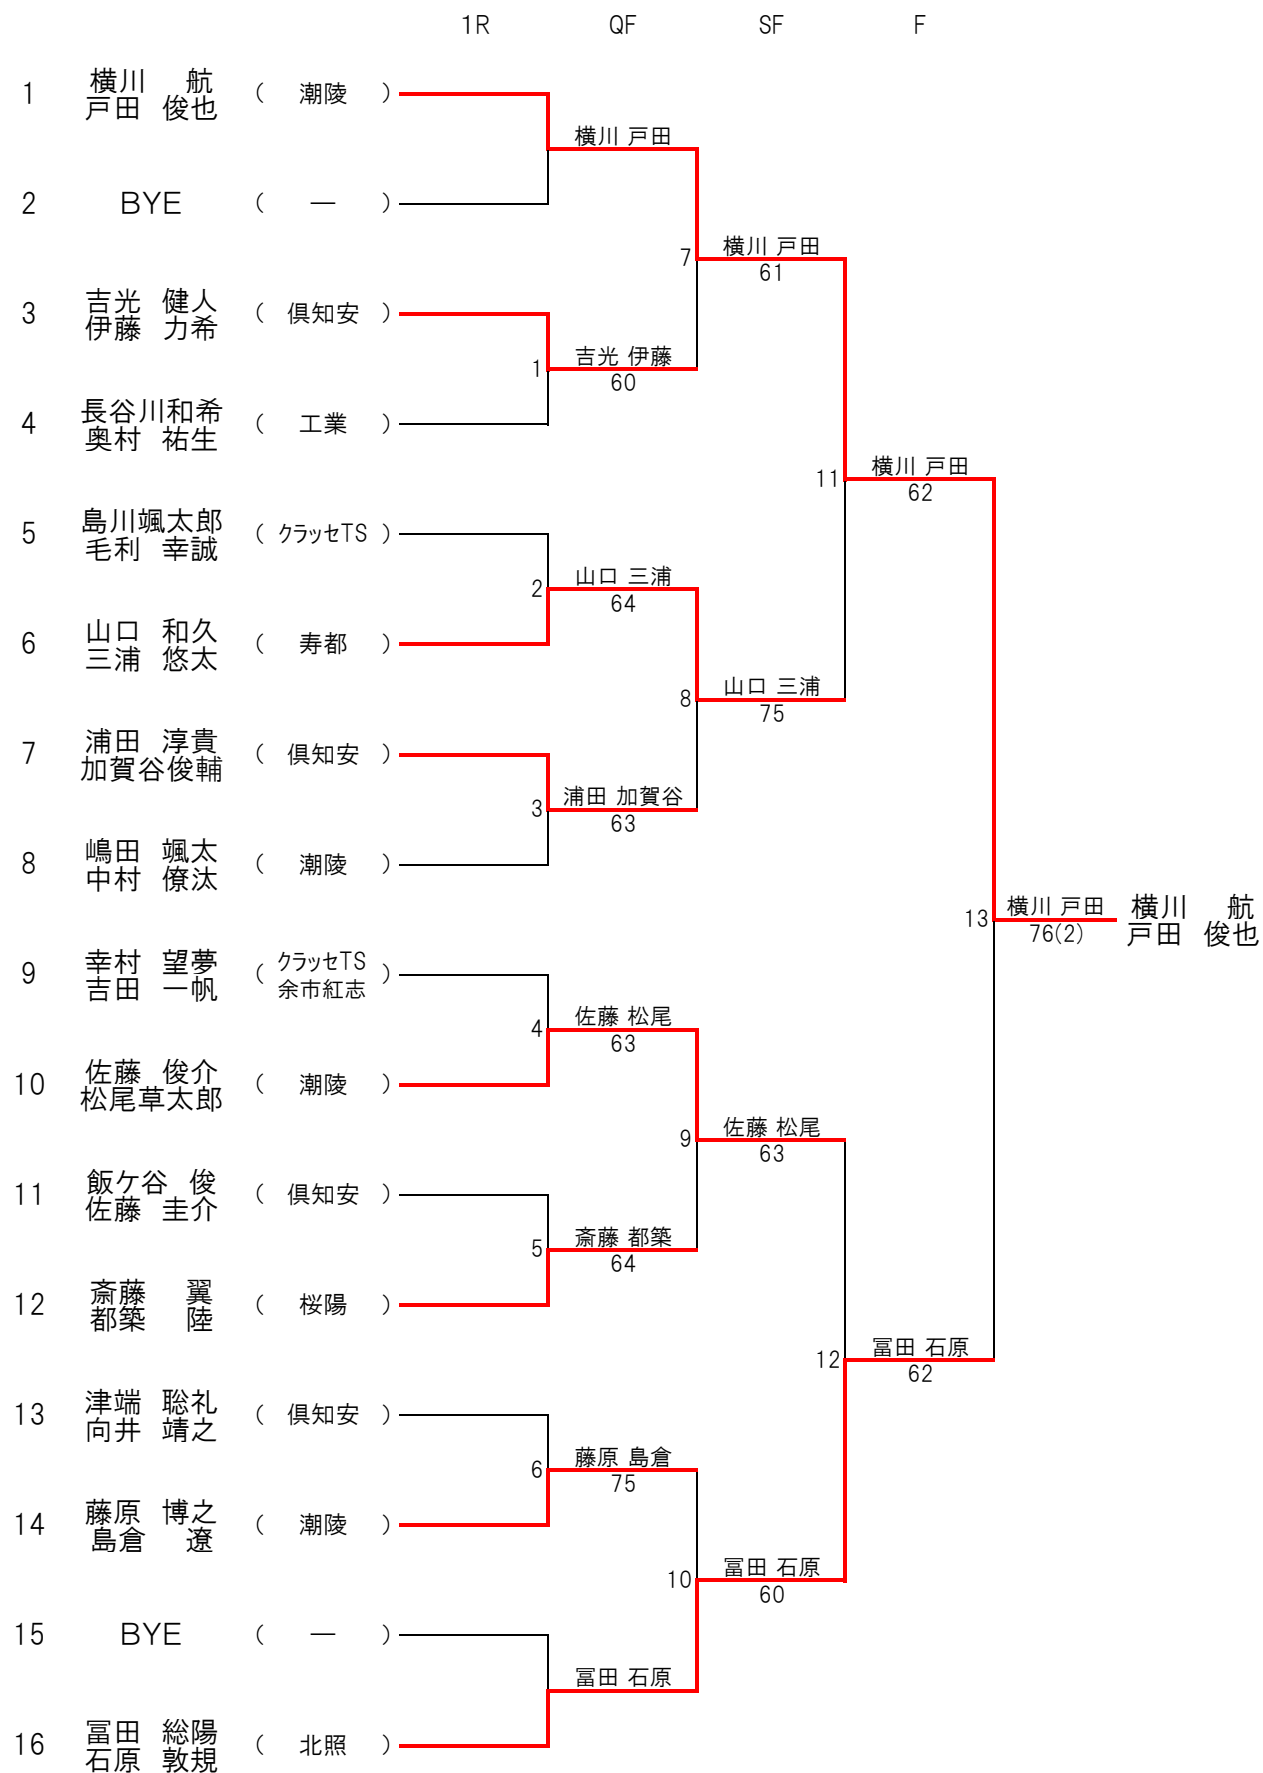 1R QF SF F
1 横川 航 戸田 俊也 ( 潮陵 )
横川 戸田
2 BYE ( ― )
7 横川 戸田 61
3 吉光 健人 伊藤 力希 ( 倶知安 )
1 吉光 伊藤 60
4 長谷川和希 奥村 祐生 ( 工業 )
11 横川 戸田 62
5 島川颯太郎 毛利 幸誠 ( クラッセTS )
2 山口 三浦 64
6 山口 和久 三浦 悠太 ( 寿都 )
8 山口 三浦 75
7 浦田 淳貴 加賀谷俊輔 ( 倶知安 )
3 浦田 加賀谷 63
8 嶋田 颯太 中村 僚汰 ( 潮陵 )
13 横川 戸田 76(2) 横川 航 戸田 俊也
9 幸村 望夢 吉田 一帆 ( クラッセTS 余市紅志 )
4 佐藤 松尾 63
10 佐藤 俊介 松尾草太郎 ( 潮陵 )
9 佐藤 松尾 63
11 飯ケ谷 俊 佐藤 圭介 ( 倶知安 )
5 斎藤 都築 64
12 斎藤 翼 都築 陸 ( 桜陽 )
12 冨田 石原 62
13 津端 聡礼 向井 靖之 ( 倶知安 )
6 藤原 島倉 75
14 藤原 博之 島倉 遼 ( 潮陵 )
10 冨田 石原 60
15 BYE ( ― )
冨田 石原
16 冨田 総陽 石原 敦規 ( 北照 )